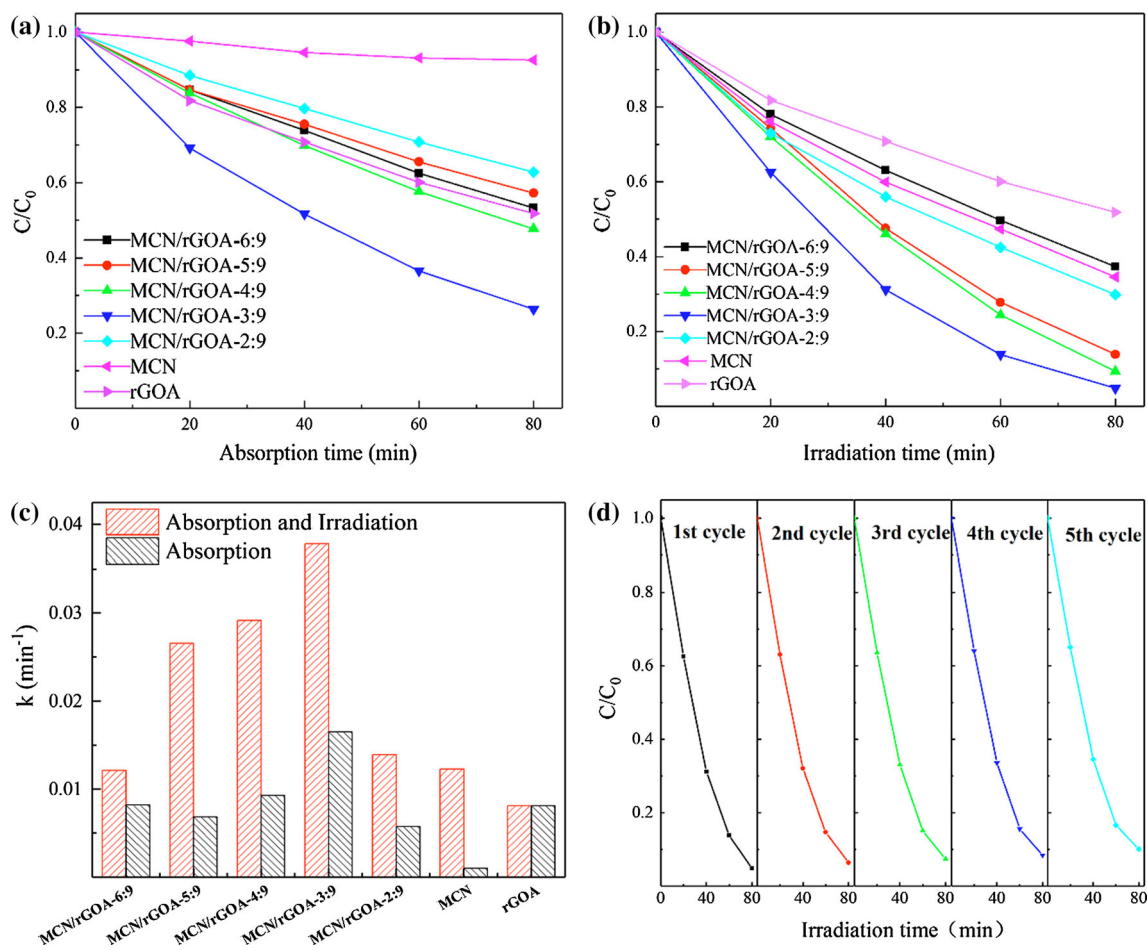 (a)
C/C0
1.0
0.8
0.6
0.4
0.2
MCN/rGOA-6:9
MCN/rGOA-5:9
MCN/rGOA-4:9
MCN/rGOA-3:9
MCN/rGOA-2:9
MCN
rGOA
0 20 40 60 80
Absorption time (min)
(b)
C/C0
1.0
0.8
0.6
0.4
0.2
MCN/rGOA-6:9
MCN/rGOA-5:9
MCN/rGOA-4:9
MCN/rGOA-3:9
MCN/rGOA-2:9
MCN
rGOA
0 20 40 60 80
Irradiation time (min)
(c)
k (min-1)
0.04
0.03
0.02
0.01
Absorption and Irradiation
Absorption
MCN/rGOA-6:9
MCN/rGOA-5:9
MCN/rGOA-4:9
MCN/rGOA-3:9
MCN/rGOA-2:9
MCN
rGOA
(d)
C/C0
1.0
0.8
0.6
0.4
0.2
1st cycle 2nd cycle 3rd cycle 4th cycle 5th cycle
0 40 80 0 40 80 0 40 80 0 40 80 0 40 80
Irradiation time（min）